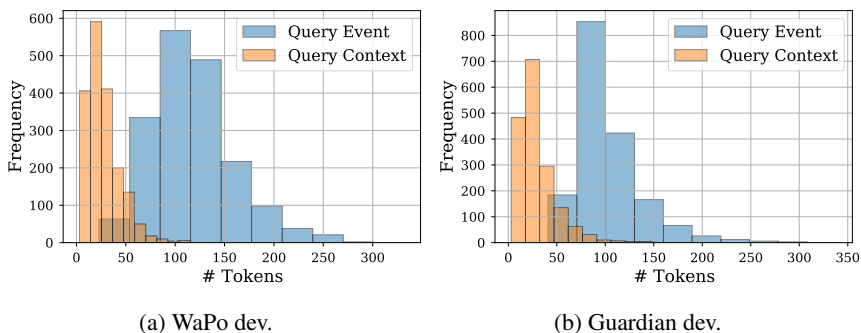 Query Event
Query Context
Frequency
600
500
400
300
200
100
0
0 50 100 150 200 250 300
# Tokens
(a) WaPo dev.
Query Event
Query Context
Frequency
800
700
600
500
400
300
200
100
0
0 50 100 150 200 250 300 350
# Tokens
(b) Guardian dev.